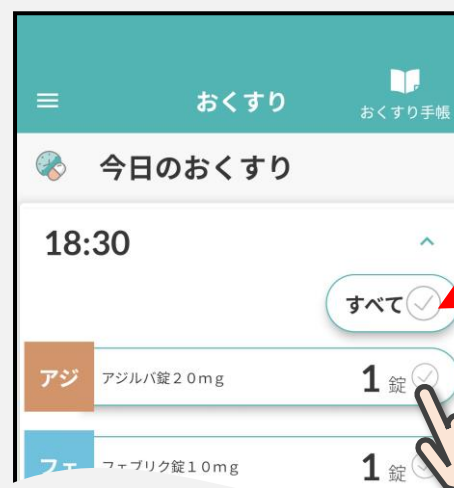 おくすり
おくすり手帳
今日のおくすり
18:30
すべて
アジ アジルバ錠20mg 1 錠
フェ フェブリク錠10mg 1 錠